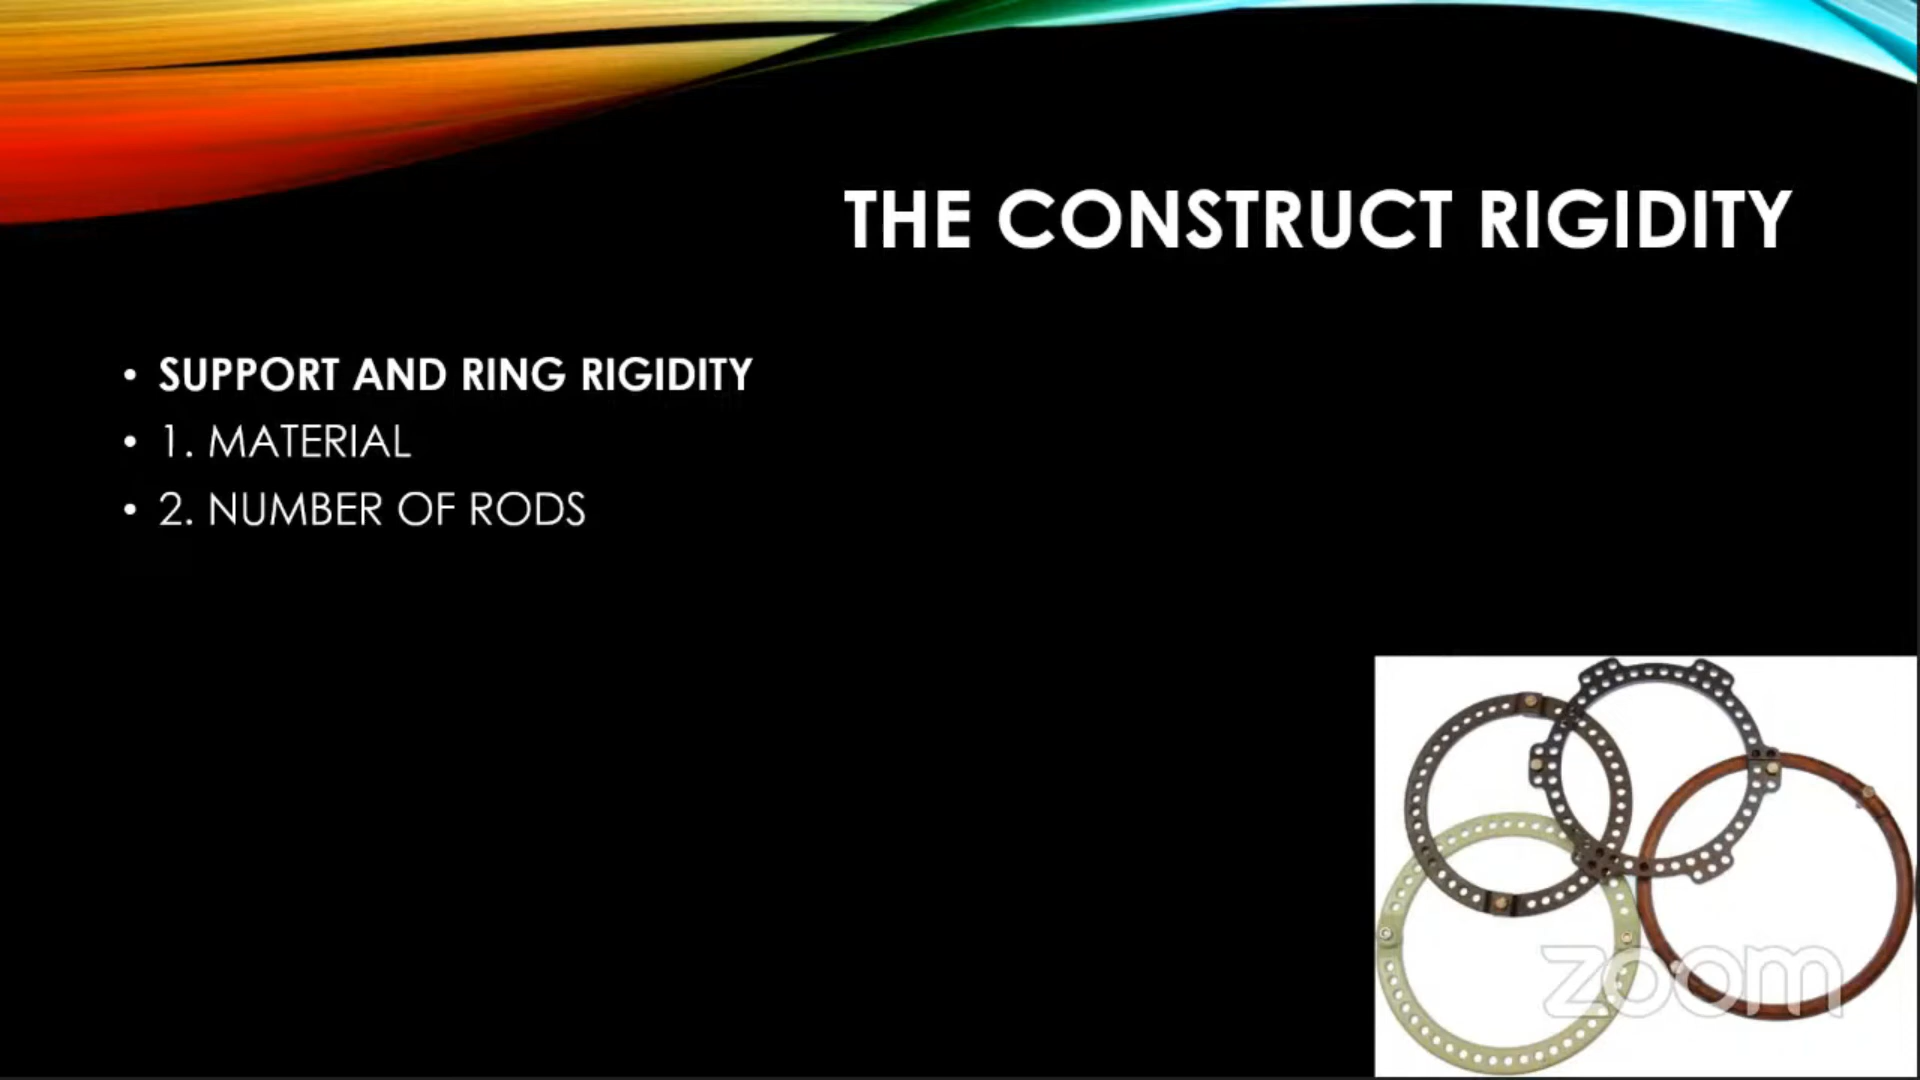 THE CONSTRUCT RIGIDITY
• SUPPORT AND RING RIGIDITY
• 1. MATERIAL
• 2. NUMBER OF RODS
zoom